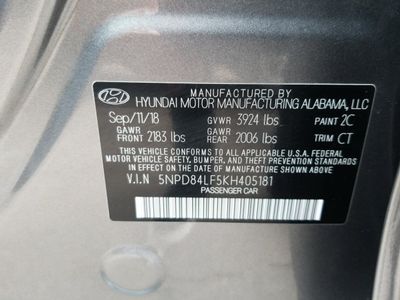 MANUFACTURED BY
HYUNDAI MOTOR MANUFACTURING ALABAMA, LLC
Sep/11/18 GVWR 3924 lbs PAINT 2C
GAWR FRONT 2183 lbs GAWR REAR 2006 lbs TRIM CT
THIS VEHICLE CONFORMS TO ALL APPLICABLE U.S.A FEDERAL
MOTOR VEHICLE SAFETY, BUMPER, AND THEFT PREVENTION STANDARDS
IN EFFECT ON THE DATE OF MANUFACTURE SHOWN ABOVE.
V.I.N 5NPD84LF5KH405181
PASSENGER CAR